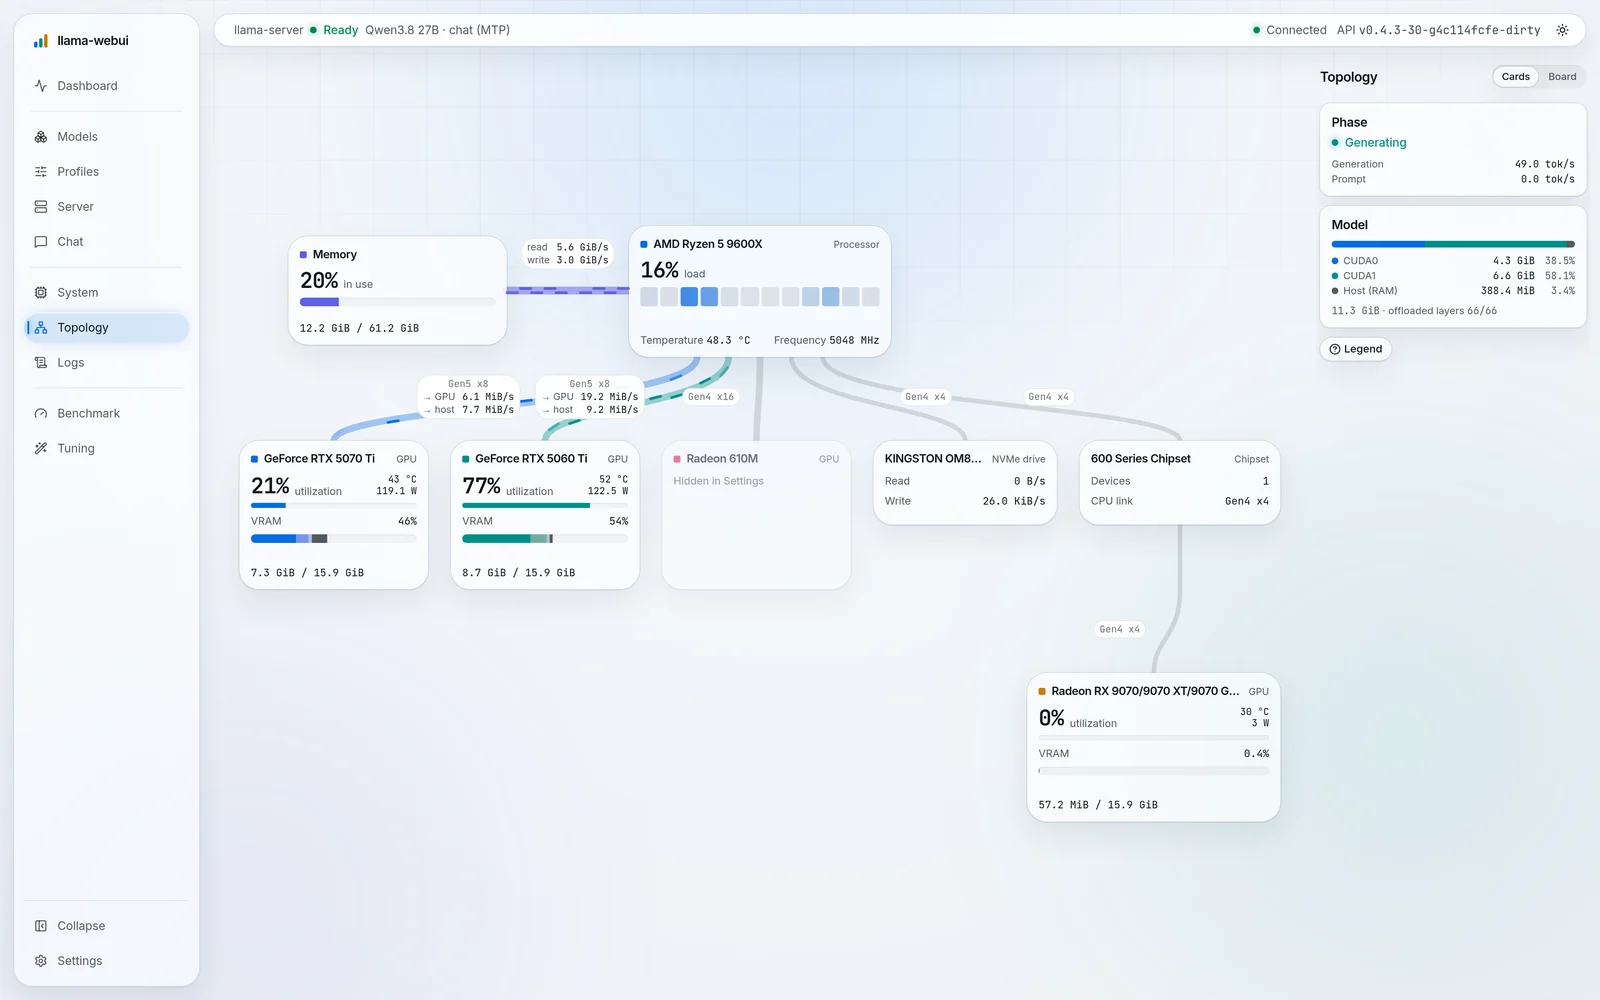 llama-webui
Dashboard
Models
Profiles
Server
Chat
System
Topology
Logs
Benchmark
Tuning
Collapse
Settings
llama-server Ready Qwen3.8 27B · chat (MTP)
Connected API v0.4.3-30-g4c114fcfe-dirty
Topology Cards Board
Phase
Generating
Generation 49.0 tok/s
Prompt 0.0 tok/s
Model
CUDA0 4.3 GiB 38.5%
CUDA1 6.6 GiB 58.1%
Host (RAM) 388.4 MiB 3.4%
11.3 GiB · offloaded layers 66/66
Legend
Memory
20% in use
12.2 GiB / 61.2 GiB
read 5.6 GiB/s
write 3.0 GiB/s
AMD Ryzen 5 9600X Processor
16% load
Temperature 48.3 °C Frequency 5048 MHz
Gen5 x8
→ GPU 6.1 MiB/s
→ host 7.7 MiB/s
Gen5 x8
→ GPU 19.2 MiB/s
→ host 9.2 MiB/s
Gen4 x16
Gen4 x4
Gen4 x4
GeForce RTX 5070 Ti GPU
21% utilization 43 °C
119.1 W
VRAM 46%
7.3 GiB / 15.9 GiB
GeForce RTX 5060 Ti GPU
77% utilization 52 °C
122.5 W
VRAM 54%
8.7 GiB / 15.9 GiB
Radeon 610M GPU
Hidden in Settings
KINGSTON OM8... NVMe drive
Read 0 B/s
Write 26.0 KiB/s
600 Series Chipset Chipset
Devices 1
CPU link Gen4 x4
Gen4 x4
Radeon RX 9070/9070 XT/9070 G... GPU
0% utilization 30 °C
3 W
VRAM 0.4%
57.2 MiB / 15.9 GiB